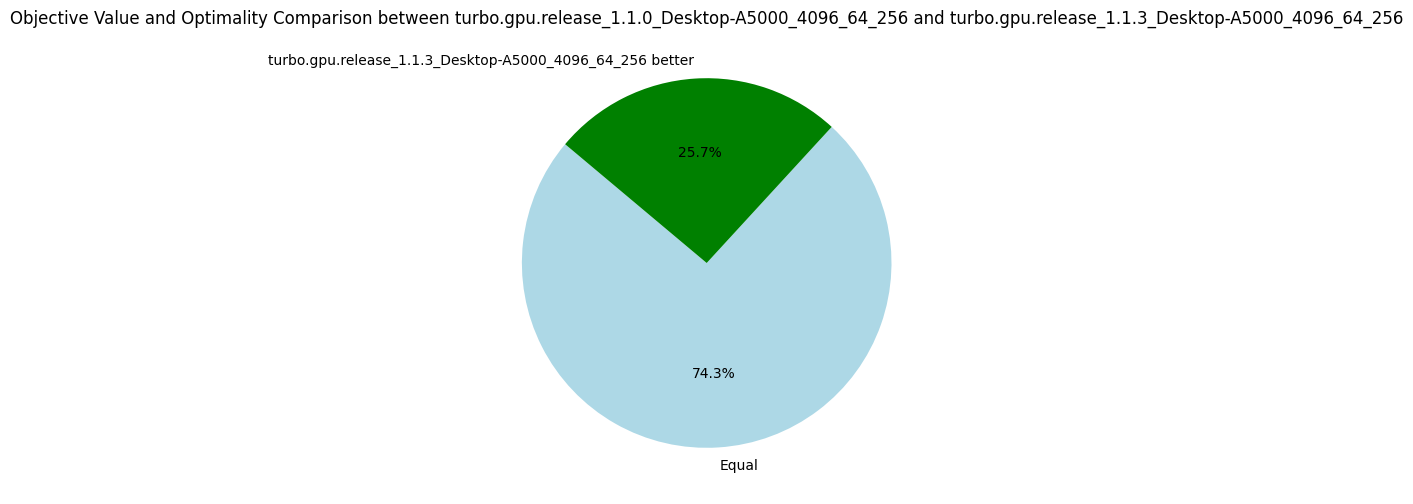 Objective Value and Optimality Comparison between turbo.gpu.release_1.1.0_Desktop-A5000_4096_64_256 and turbo.gpu.release_1.1.3_Desktop-A5000_4096_64_256
turbo.gpu.release_1.1.3_Desktop-A5000_4096_64_256 better
25.7%
74.3%
Equal